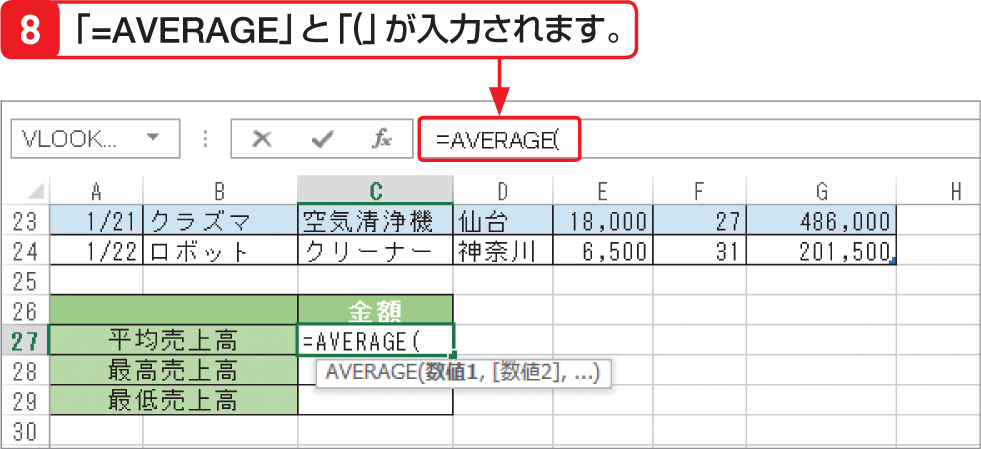 8 「=AVERAGE」と「(」が入力されます。
VLOOK... fx =AVERAGE(
A B C D E F G H
23 1/21 クラズマ 空気清浄機 仙台 18,000 27 486,000
24 1/22 ロボット クリーナー 神奈川 6,500 31 201,500
25
26 金額
27 平均売上高 =AVERAGE(
28 最高売上高 AVERAGE(数値1, [数値2], ...)
29 最低売上高
30